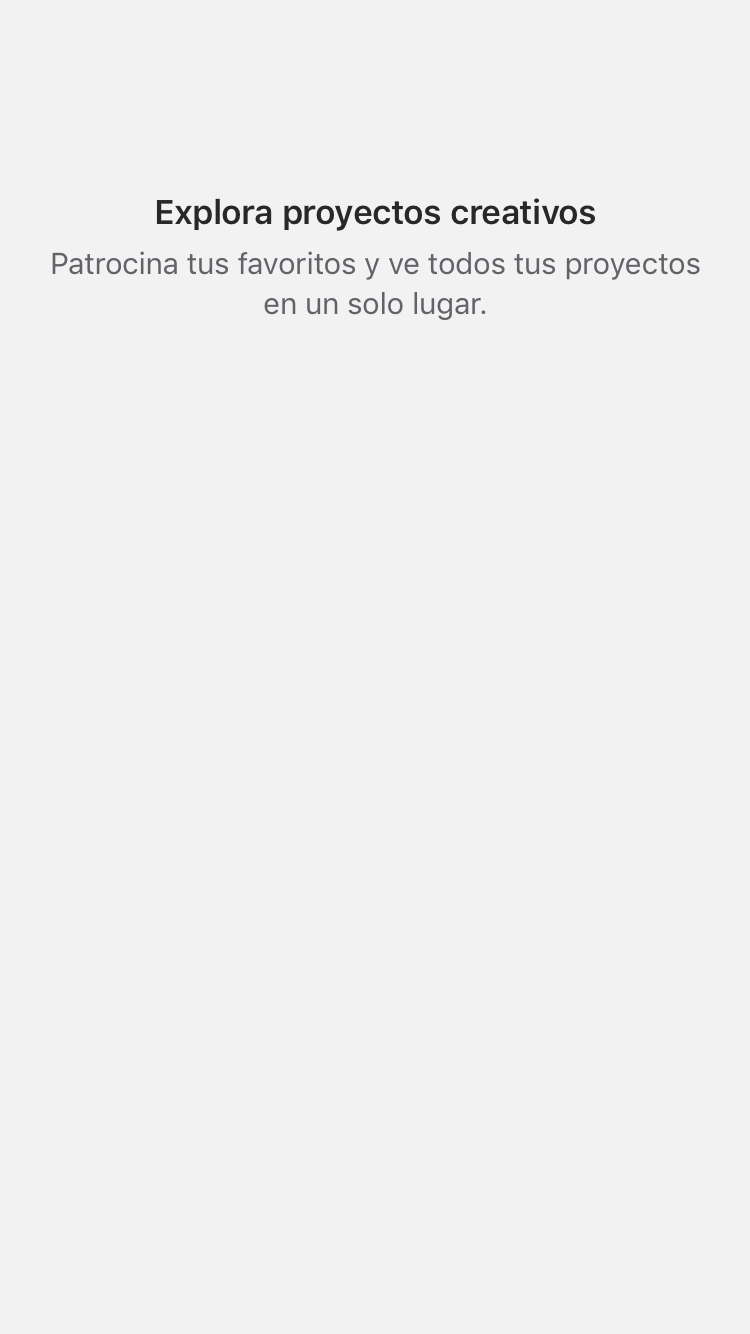 Explora proyectos creativos
Patrocina tus favoritos y ve todos tus proyectos
en un solo lugar.